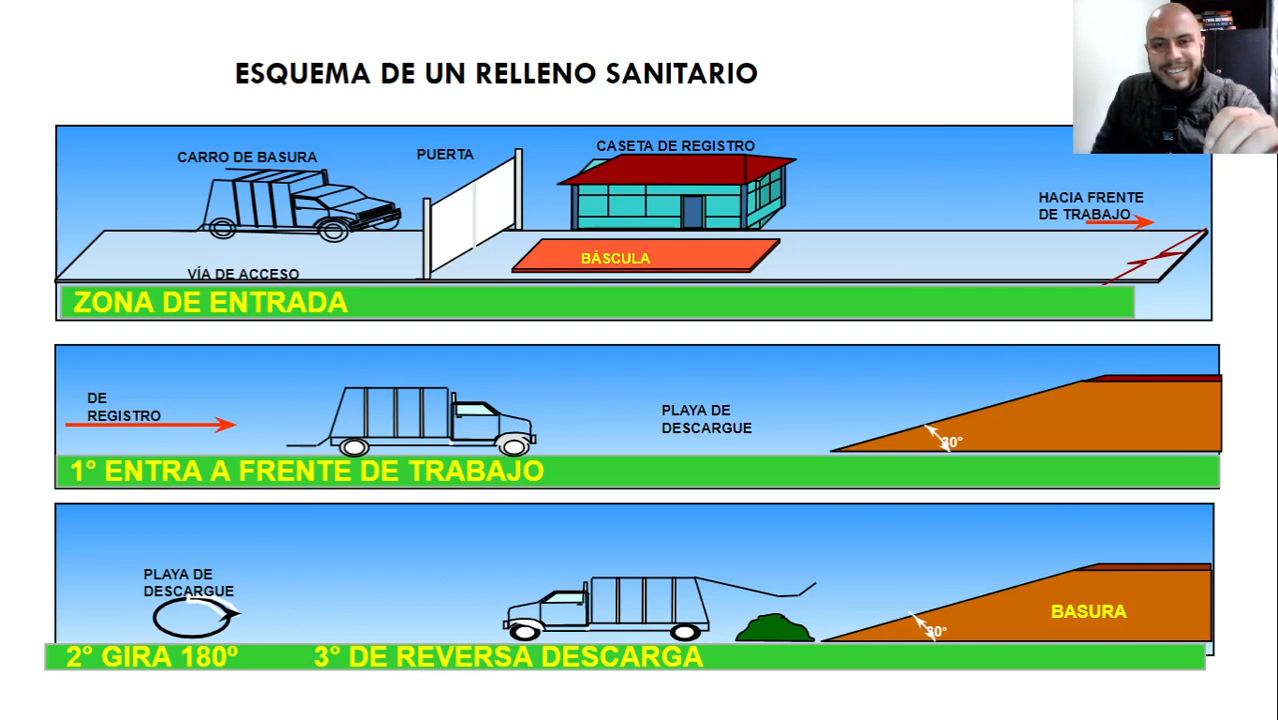 ESQUEMA DE UN RELLENO SANITARIO
CARRO DE BASURA
PUERTA
CASETA DE REGISTRO
HACIA FRENTE
DE TRABAJO
BÁSCULA
VÍA DE ACCESO
ZONA DE ENTRADA
DE
REGISTRO
PLAYA DE
DESCARGUE
30°
1° ENTRA A FRENTE DE TRABAJO
PLAYA DE
DESCARGUE
BASURA
30°
2° GIRA 180º
3° DE REVERSA DESCARGA